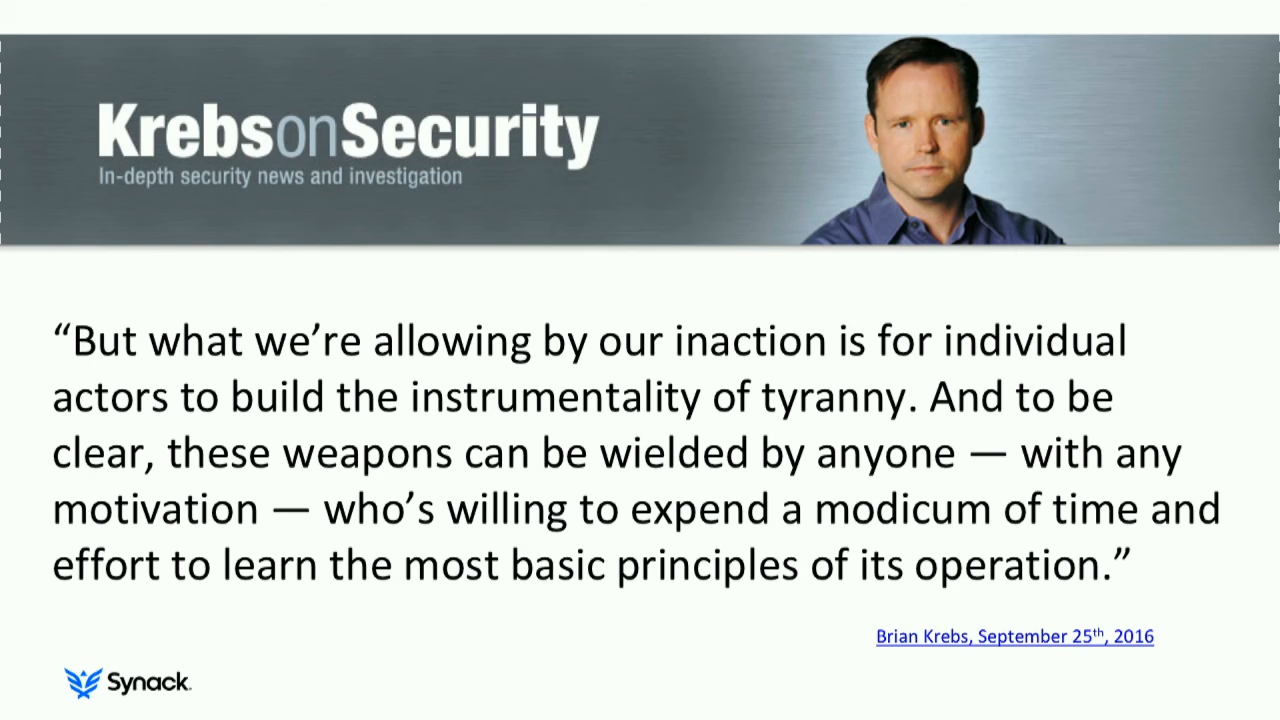 KrebsonSecurity
In-depth security news and investigation
“But what we’re allowing by our inaction is for individual
actors to build the instrumentality of tyranny. And to be
clear, these weapons can be wielded by anyone — with any
motivation — who’s willing to expend a modicum of time and
effort to learn the most basic principles of its operation.”
Brian Krebs, September 25th, 2016
Synack